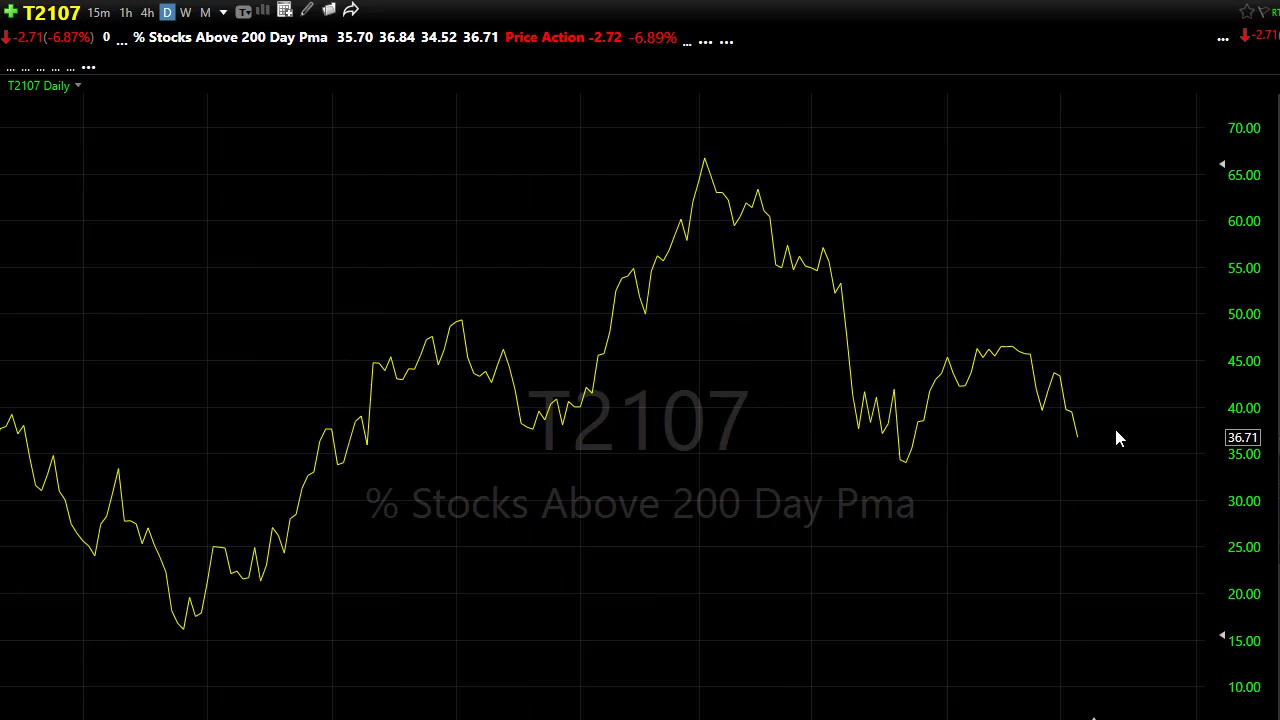 T2107 15m 1h 4h D W M T
-2.71(-6.87%) 0 ... % Stocks Above 200 Day Pma 35.70 36.84 34.52 36.71 Price Action -2.72 -6.89% ... ... ... ... -2.71
... ... ... ... ... ...
T2107 Daily
70.00
65.00
60.00
55.00
50.00
45.00
40.00
T2107
36.71
35.00
30.00
% Stocks Above 200 Day Pma
25.00
20.00
15.00
10.00